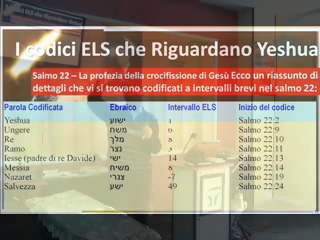 I codici ELS che Riguardano Yeshua
Salmo 22 – La profezia della crocifissione di Gesù Ecco un riassunto di
dettagli che vi si trovano codificati a intervalli brevi nel salmo 22:
Parola Codificata Ebraico Intervallo ELS Inizio del codice
Yeshua ישוע 1 Salmo 22:2
Ungere משח Salmo 22:9
Re מלך 8 Salmo 22:10
Ramo נצר Salmo 22:11
Iesse (padre di re Davide) ישי 14 Salmo 22:13
Messia משיח 8 Salmo 22:14
Nazaret נצרי -7 Salmo 22:19
Salvezza ישע 49 Salmo 22:24